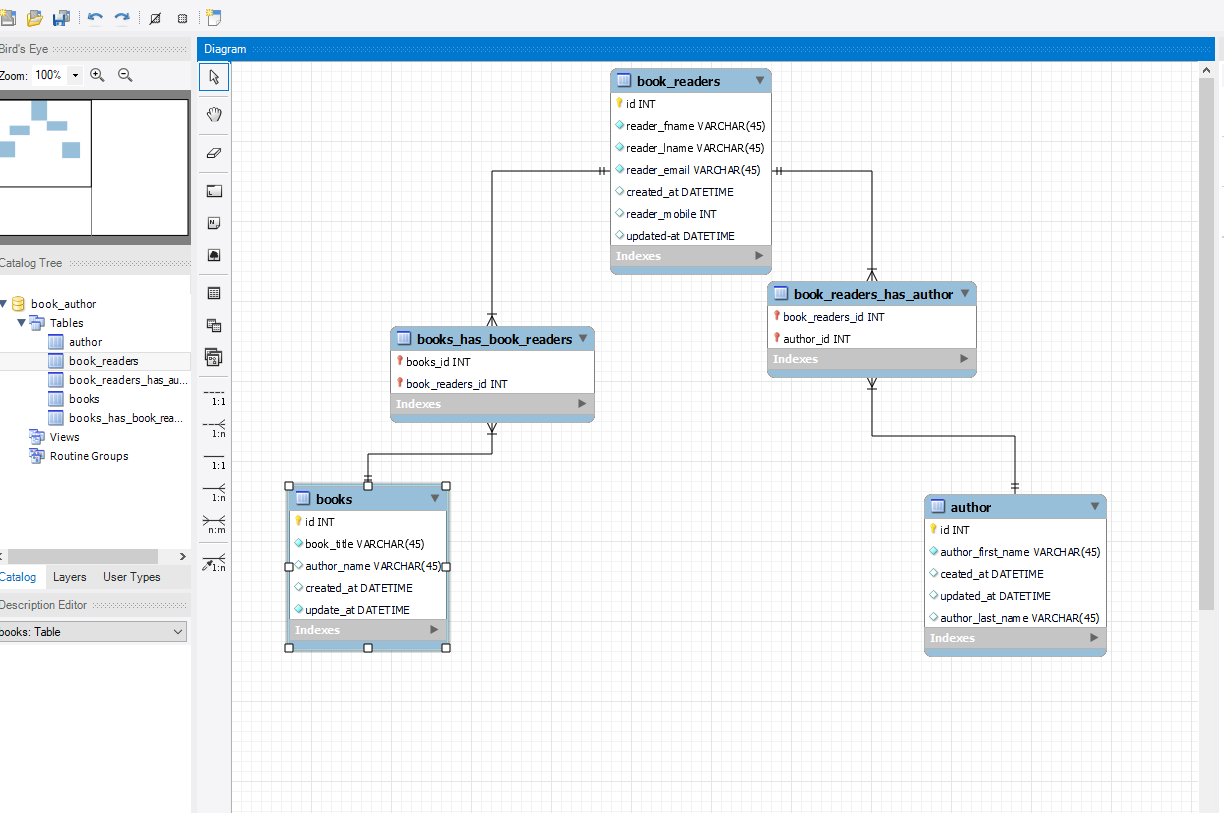 Bird's Eye
Zoom: 100%
Catalog Tree
book_author
Tables
author
book_readers
book_readers_has_au...
books
books_has_book_rea...
Views
Routine Groups
Catalog Layers User Types
Description Editor
books: Table
1:1
1:n
1:1
1:n
n:m
1:n
Diagram
book_readers
id INT
reader_fname VARCHAR(45)
reader_lname VARCHAR(45)
reader_email VARCHAR(45)
created_at DATETIME
reader_mobile INT
updated-at DATETIME
Indexes
books_has_book_readers
books_id INT
book_readers_id INT
Indexes
book_readers_has_author
book_readers_id INT
author_id INT
Indexes
books
id INT
book_title VARCHAR(45)
author_name VARCHAR(45)
created_at DATETIME
update_at DATETIME
Indexes
author
id INT
author_first_name VARCHAR(45)
ceated_at DATETIME
updated_at DATETIME
author_last_name VARCHAR(45)
Indexes